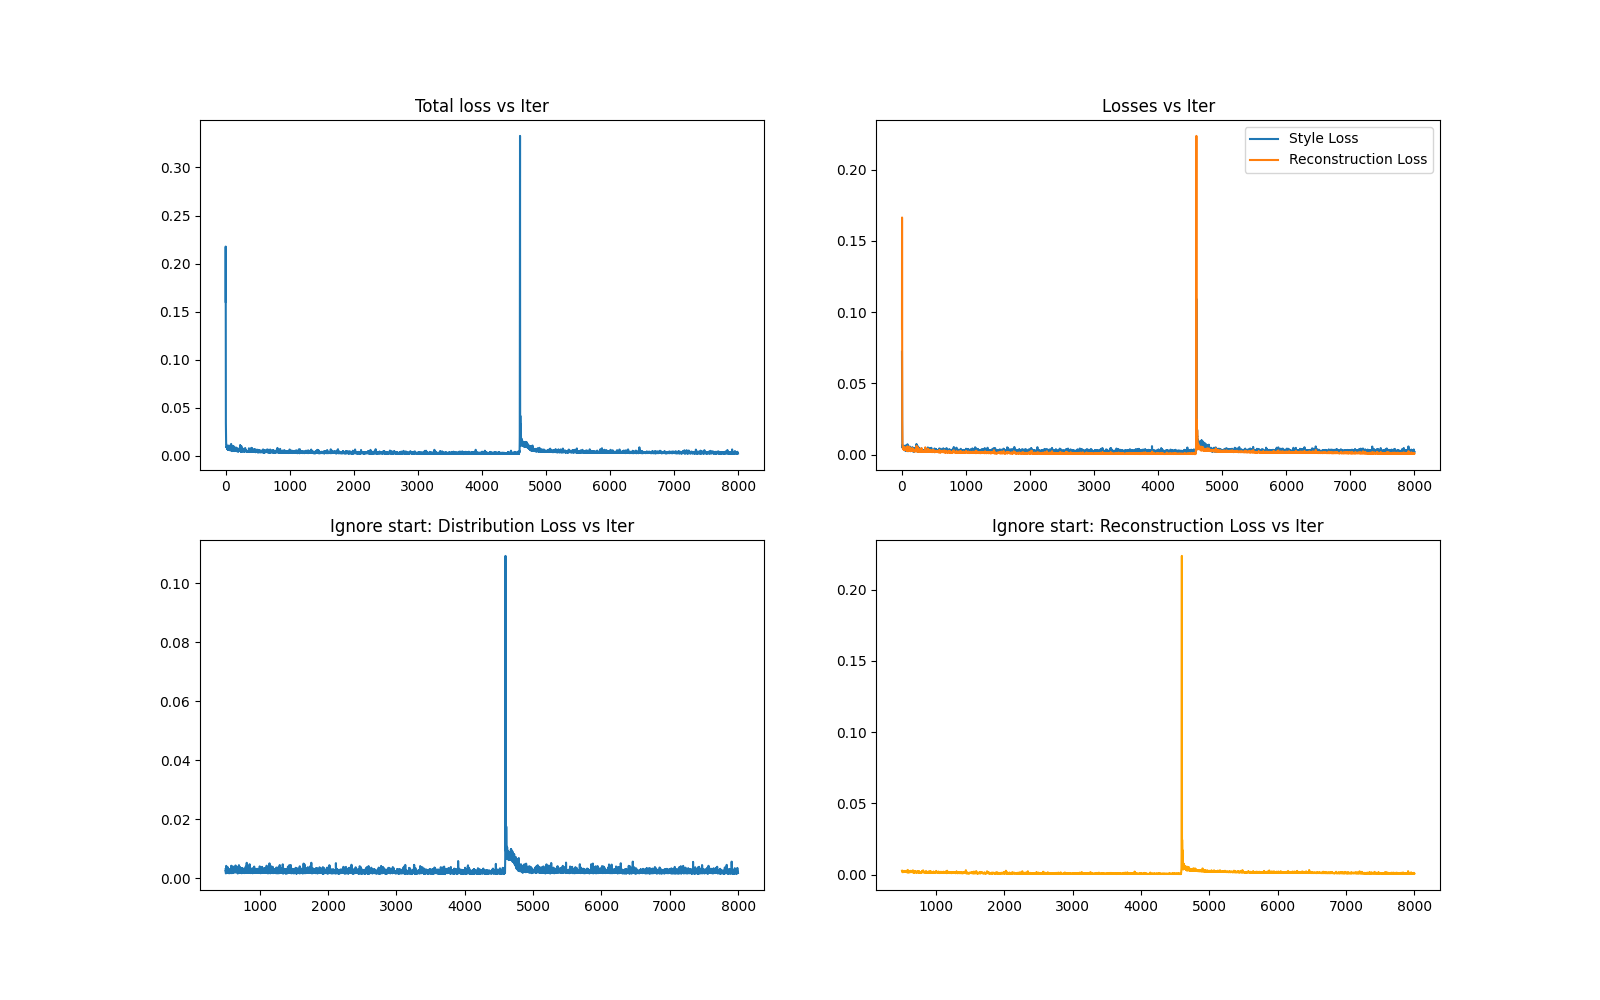 Total loss vs Iter
0.30
0.25
0.20
0.15
0.10
0.05
0.00
0 1000 2000 3000 4000 5000 6000 7000 8000
Losses vs Iter
Style Loss
Reconstruction Loss
0.20
0.15
0.10
0.05
0.00
0 1000 2000 3000 4000 5000 6000 7000 8000
Ignore start: Distribution Loss vs Iter
0.10
0.08
0.06
0.04
0.02
0.00
1000 2000 3000 4000 5000 6000 7000 8000
Ignore start: Reconstruction Loss vs Iter
0.20
0.15
0.10
0.05
0.00
1000 2000 3000 4000 5000 6000 7000 8000